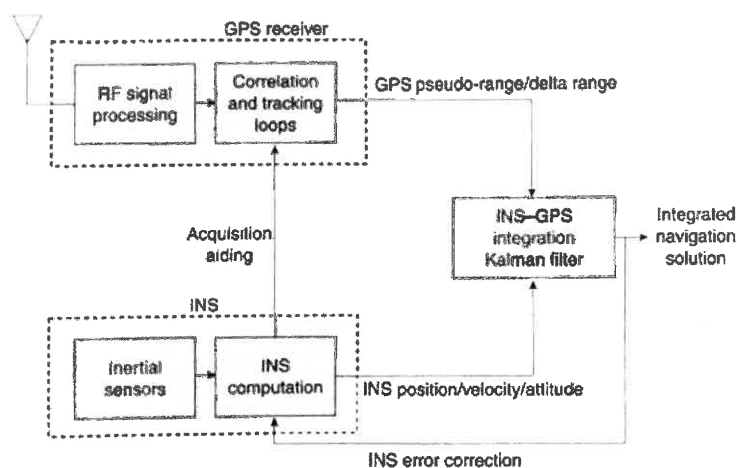 GPS receiver
RF signal
processing
Correlation
and tracking
loops
GPS pseudo-range/delta range
Acquisition
aiding
INS–GPS
integration
Kalman filter
Integrated
navigation
solution
INS
Inertial
sensors
INS
computation
INS position/velocity/attitude
INS error correction